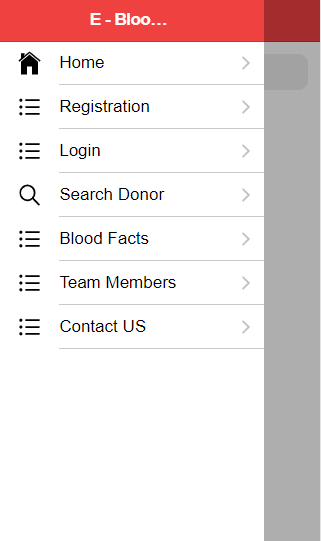 E - Bloo…
Home
Registration
Login
Search Donor
Blood Facts
Team Members
Contact US